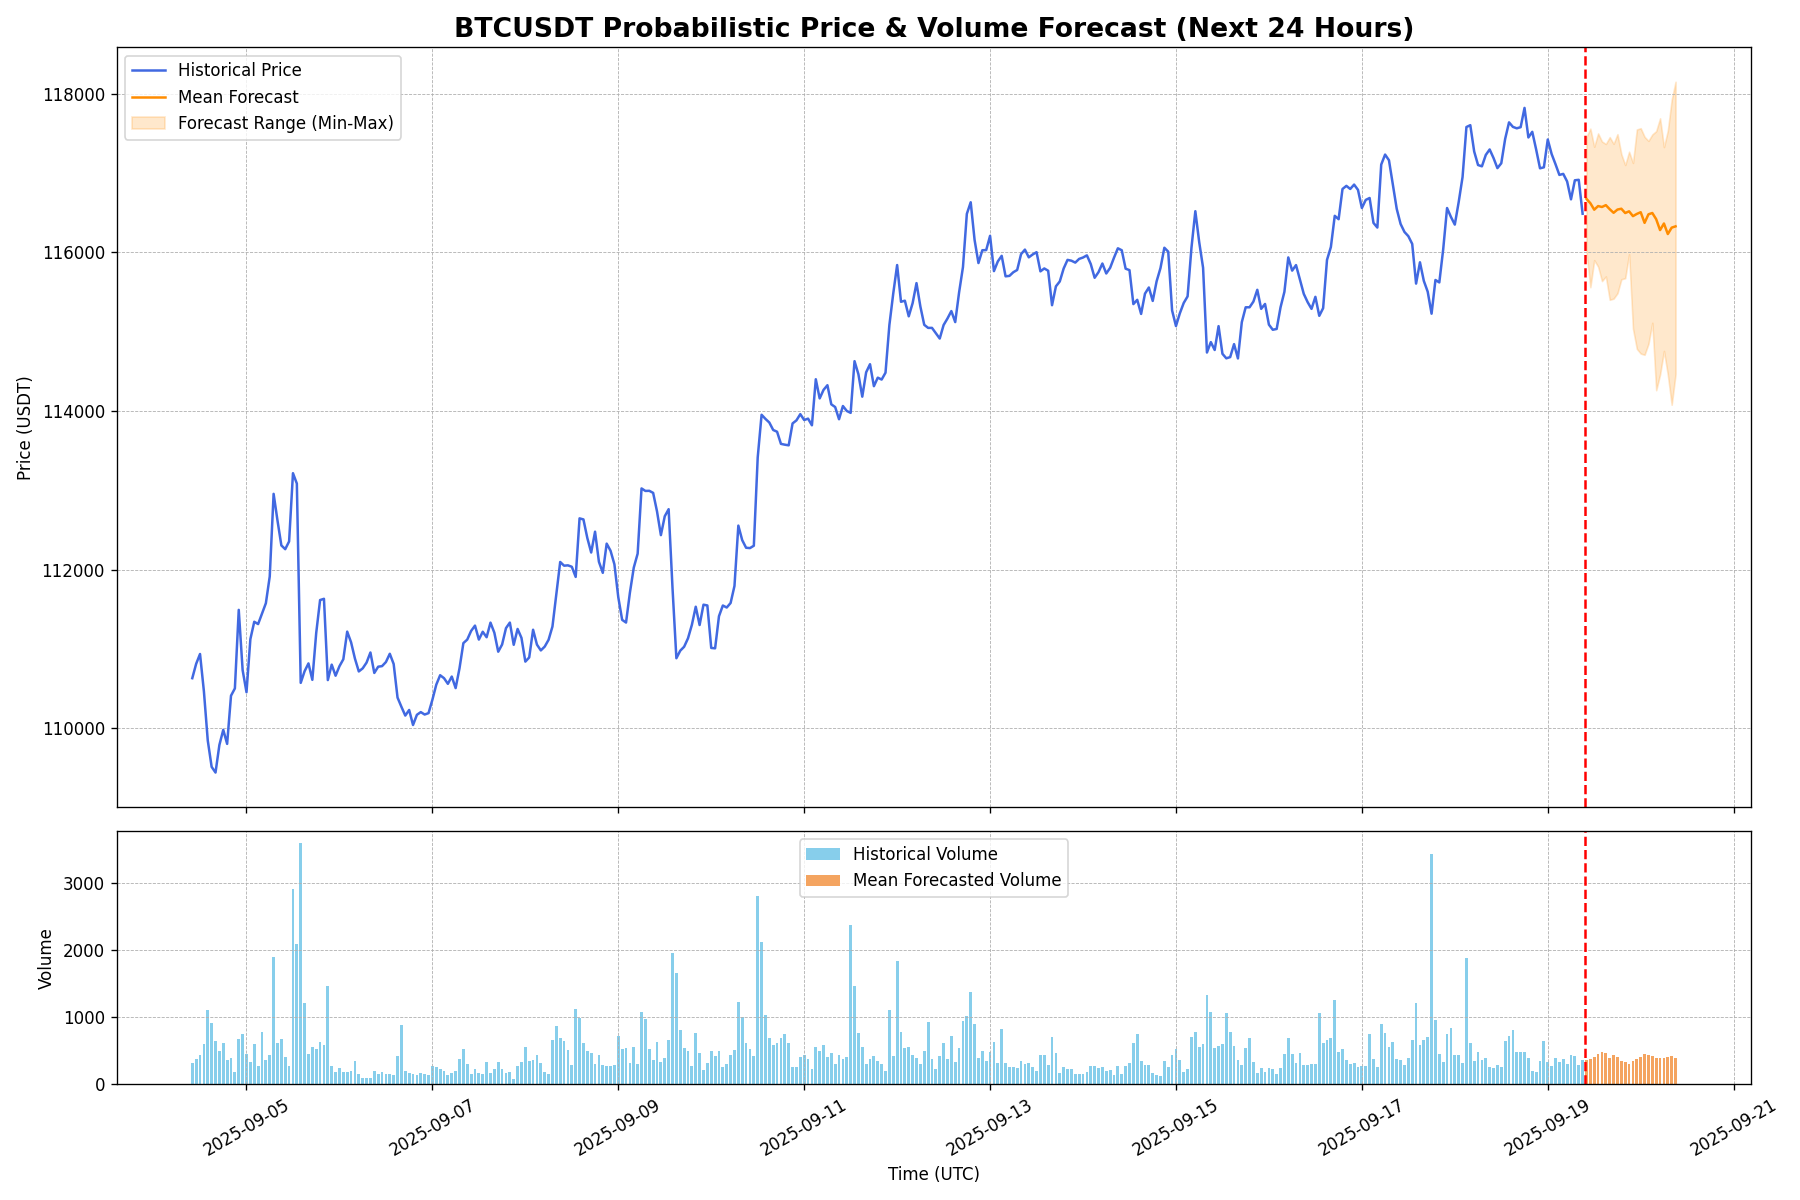 BTCUSDT Probabilistic Price & Volume Forecast (Next 24 Hours)
Historical Price
Mean Forecast
Forecast Range (Min-Max)
118000
116000
114000
112000
110000
Price (USDT)
Historical Volume
Mean Forecasted Volume
3000
2000
1000
0
Volume
2025-09-05
2025-09-07
2025-09-09
2025-09-11
2025-09-13
2025-09-15
2025-09-17
2025-09-19
2025-09-21
Time (UTC)